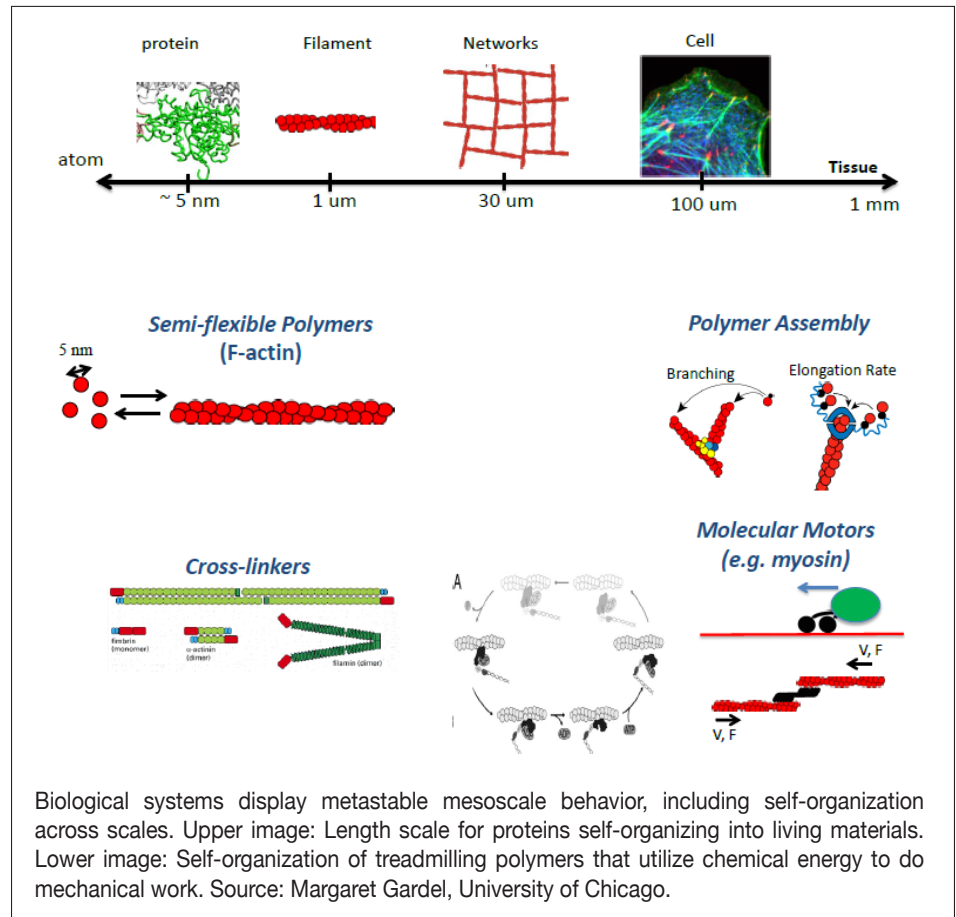 protein
Filament
Networks
Cell
atom
Tissue
~ 5 nm
1 um
30 um
100 um
1 mm
Semi-flexible Polymers
(F-actin)
5 nm
Polymer Assembly
Branching
Elongation Rate
Cross-linkers
fimbrin
(monomer)
α-actinin
(dimer)
filamin (dimer)
A
Molecular Motors
(e.g. myosin)
V, F
V, F
Biological systems display metastable mesoscale behavior, including self-organization
across scales. Upper image: Length scale for proteins self-organizing into living materials.
Lower image: Self-organization of treadmilling polymers that utilize chemical energy to do
mechanical work. Source: Margaret Gardel, University of Chicago.